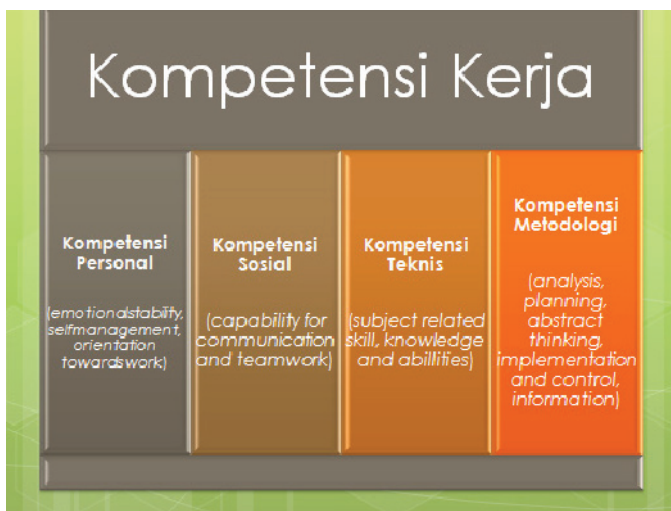 Kompetensi Kerja
Kompetensi
Personal
(emotionalstability,
selfmanagement,
orientation
towardswork)
Kompetensi
Sosial
(capability for
communication
and teamwork)
Kompetensi
Teknis
(subject related
skill, knowledge
and abillities)
Kompetensi
Metodologi
(analysis,
planning,
abstract
thinking,
implementation
and control,
information)